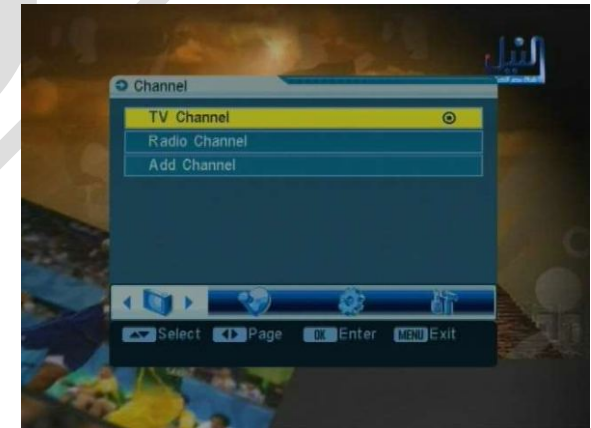 النيل
Channel
TV Channel
Radio Channel
Add Channel
Select Page OK Enter MENU Exit